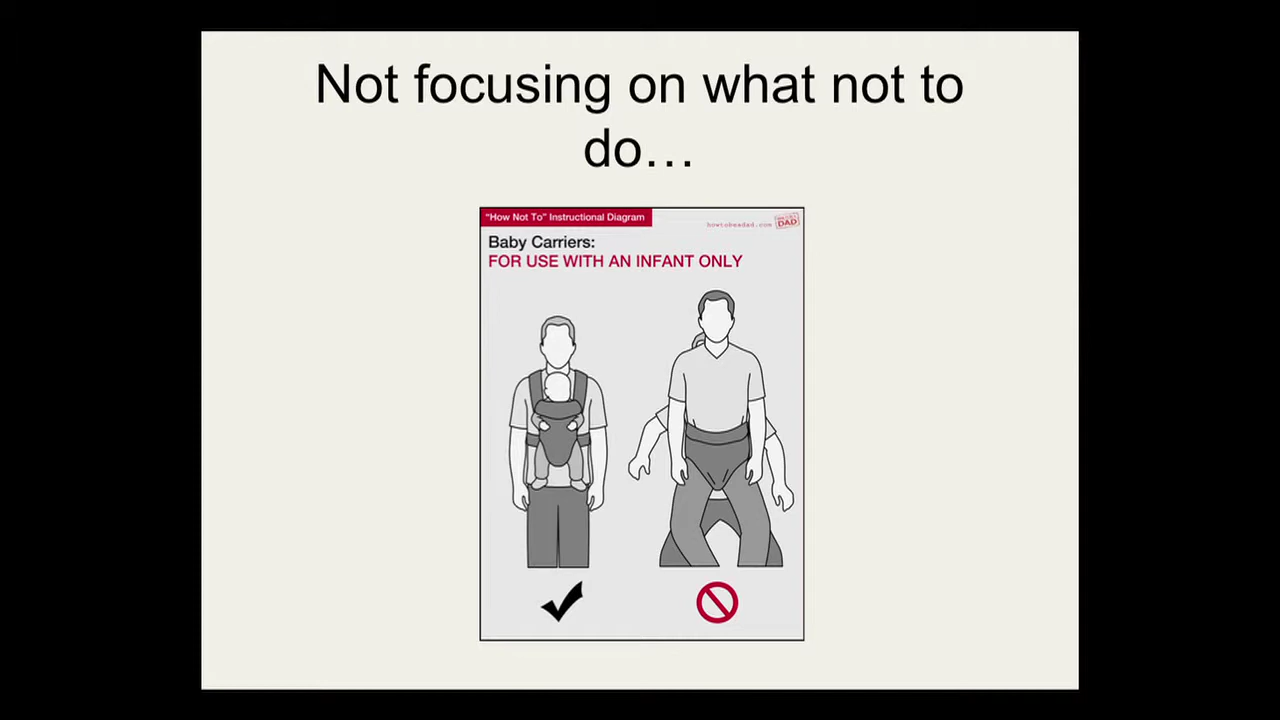 Not focusing on what not to
do…
"How Not To" Instructional Diagram
howtobeadad.com
DAD
Baby Carriers:
FOR USE WITH AN INFANT ONLY